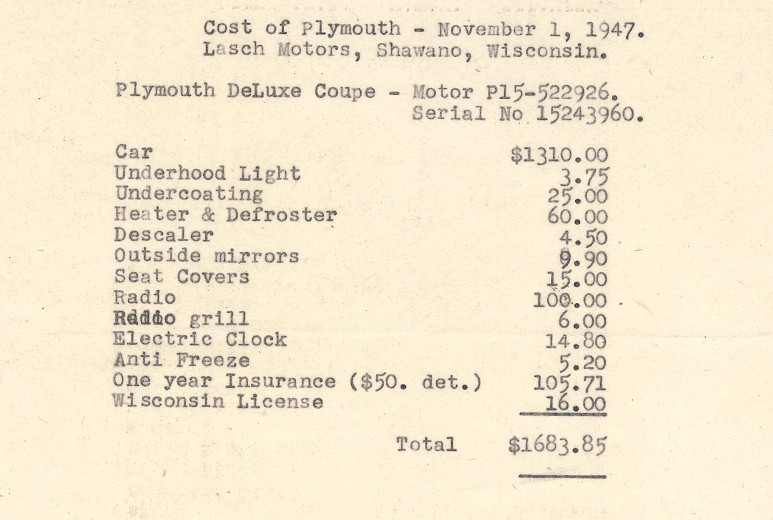 Cost of Plymouth - November 1, 1947.
Lasch Motors, Shawano, Wisconsin.
Plymouth DeLuxe Coupe - Motor P15-522926.
Serial No 15243960.
Car $1310.00
Underhood Light 3.75
Undercoating 25.00
Heater & Defroster 60.00
Descaler 4.50
Outside mirrors 9.90
Seat Covers 15.00
Radio 100.00
Radio grill 6.00
Electric Clock 14.80
Anti Freeze 5.20
One year Insurance ($50. det.) 105.71
Wisconsin License 16.00
Total $1683.85